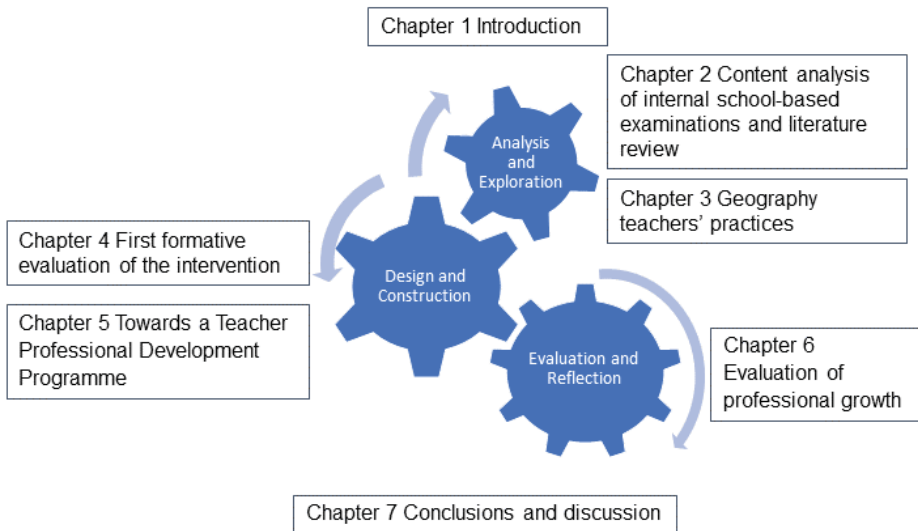 Chapter 1 Introduction
Chapter 2 Content analysis
of internal school-based
examinations and literature
review
Analysis
and
Exploration
Chapter 3 Geography
teachers’ practices
Chapter 4 First formative
evaluation of the intervention
Design and
Construction
Chapter 5 Towards a Teacher
Professional Development
Programme
Evaluation and
Reflection
Chapter 6
Evaluation of
professional growth
Chapter 7 Conclusions and discussion